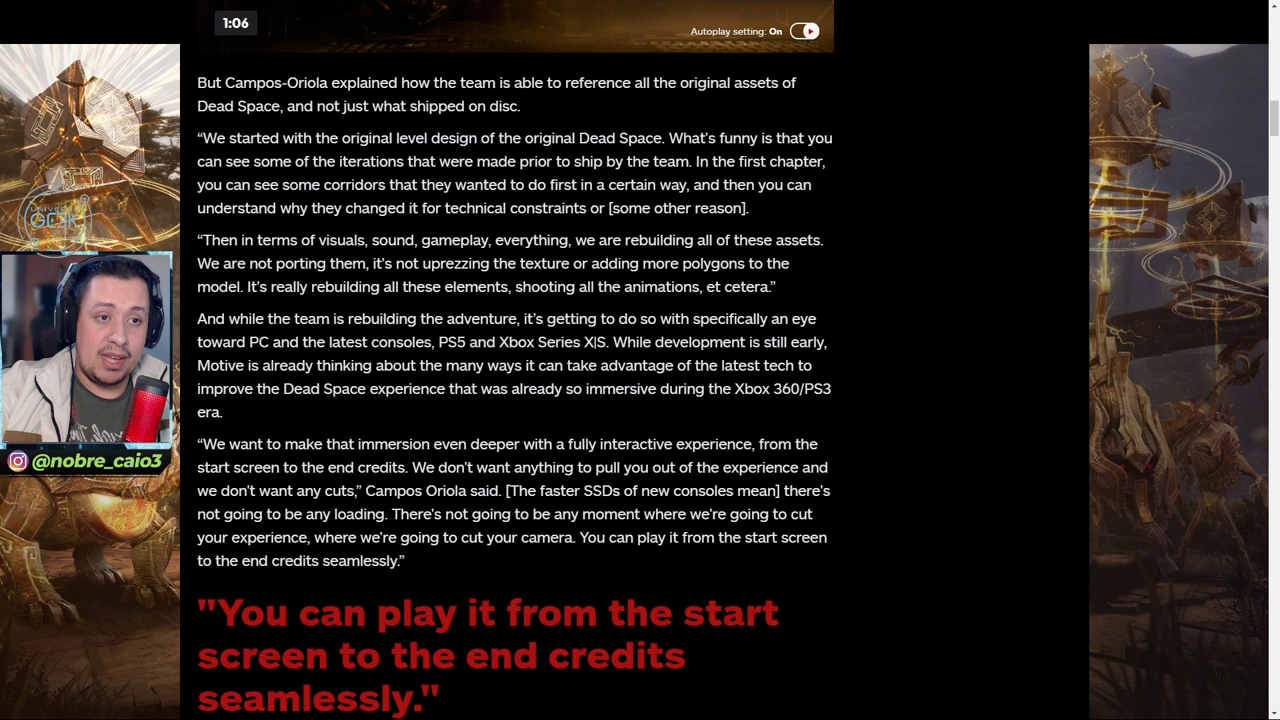 1:06
Autoplay setting: On
But Campos-Oriola explained how the team is able to reference all the original assets of
Dead Space, and not just what shipped on disc.
“We started with the original level design of the original Dead Space. What’s funny is that you
can see some of the iterations that were made prior to ship by the team. In the first chapter,
you can see some corridors that they wanted to do first in a certain way, and then you can
understand why they changed it for technical constraints or [some other reason].
“Then in terms of visuals, sound, gameplay, everything, we are rebuilding all of these assets.
We are not porting them, it’s not uprezzing the texture or adding more polygons to the
model. It’s really rebuilding all these elements, shooting all the animations, et cetera.”
And while the team is rebuilding the adventure, it’s getting to do so with specifically an eye
toward PC and the latest consoles, PS5 and Xbox Series X|S. While development is still early,
Motive is already thinking about the many ways it can take advantage of the latest tech to
improve the Dead Space experience that was already so immersive during the Xbox 360/PS3
era.
“We want to make that immersion even deeper with a fully interactive experience, from the
start screen to the end credits. We don’t want anything to pull you out of the experience and
we don’t want any cuts,” Campos Oriola said. [The faster SSDs of new consoles mean] there’s
not going to be any loading. There’s not going to be any moment where we’re going to cut
your experience, where we’re going to cut your camera. You can play it from the start screen
to the end credits seamlessly.”
"You can play it from the start
screen to the end credits
seamlessly."
@nobre_caio3